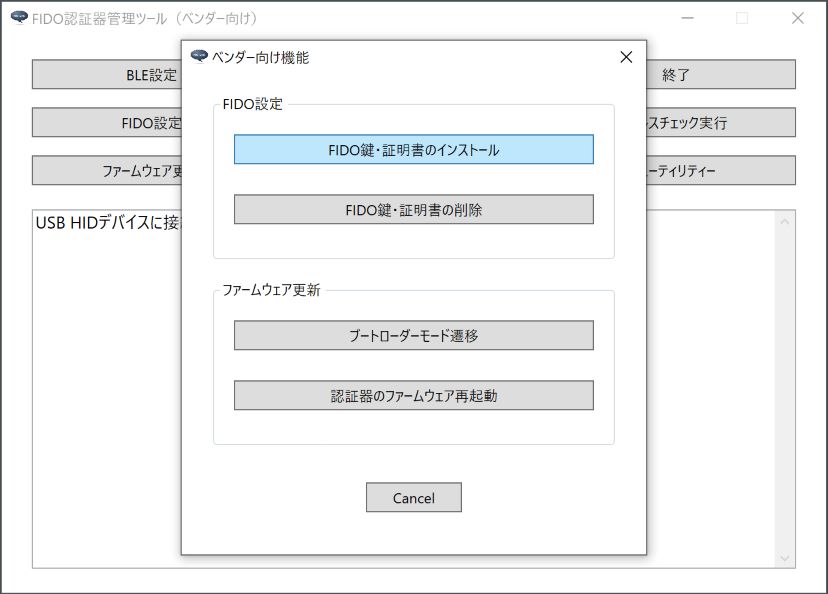 FIDO認証器管理ツール（ベンダー向け）
ベンダー向け機能
BLE設定
終了
FIDO設定
スチェック実行
ファームウェア更
ーティリティー
USB HIDデバイスに接
FIDO設定
FIDO鍵・証明書のインストール
FIDO鍵・証明書の削除
ファームウェア更新
ブートローダーモード遷移
認証器のファームウェア再起動
Cancel